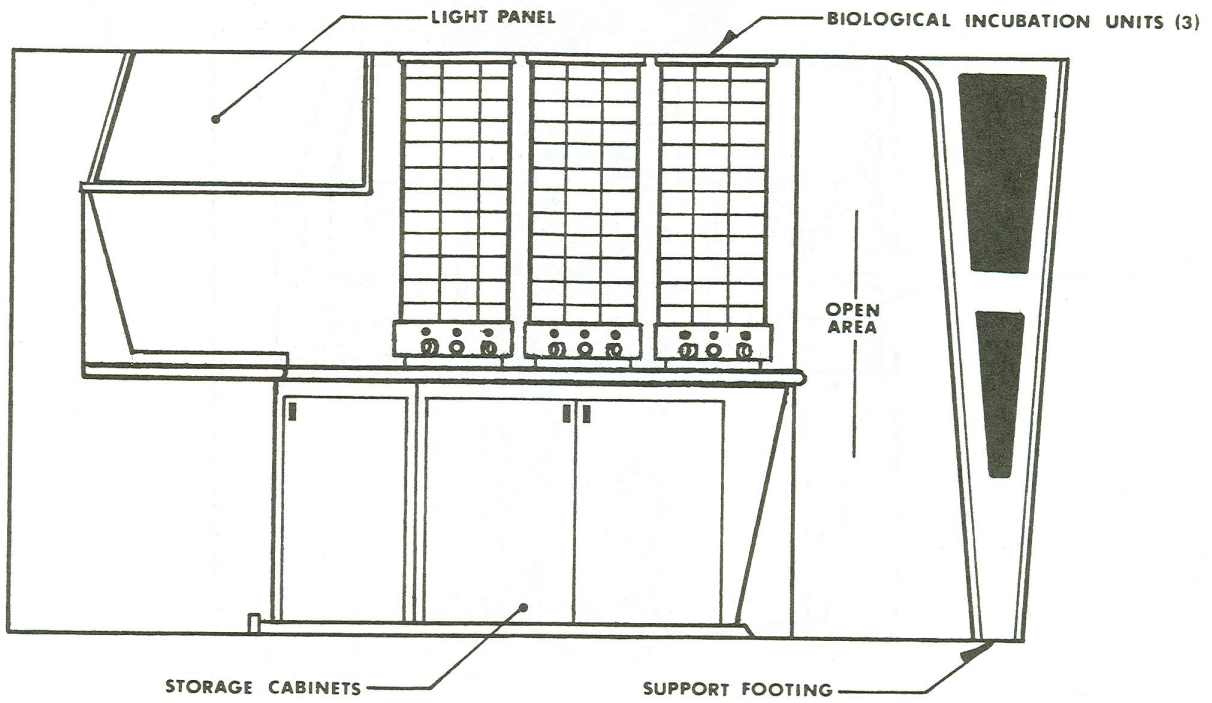 LIGHT PANEL
BIOLOGICAL INCUBATION UNITS (3)
OPEN
AREA
STORAGE CABINETS
SUPPORT FOOTING